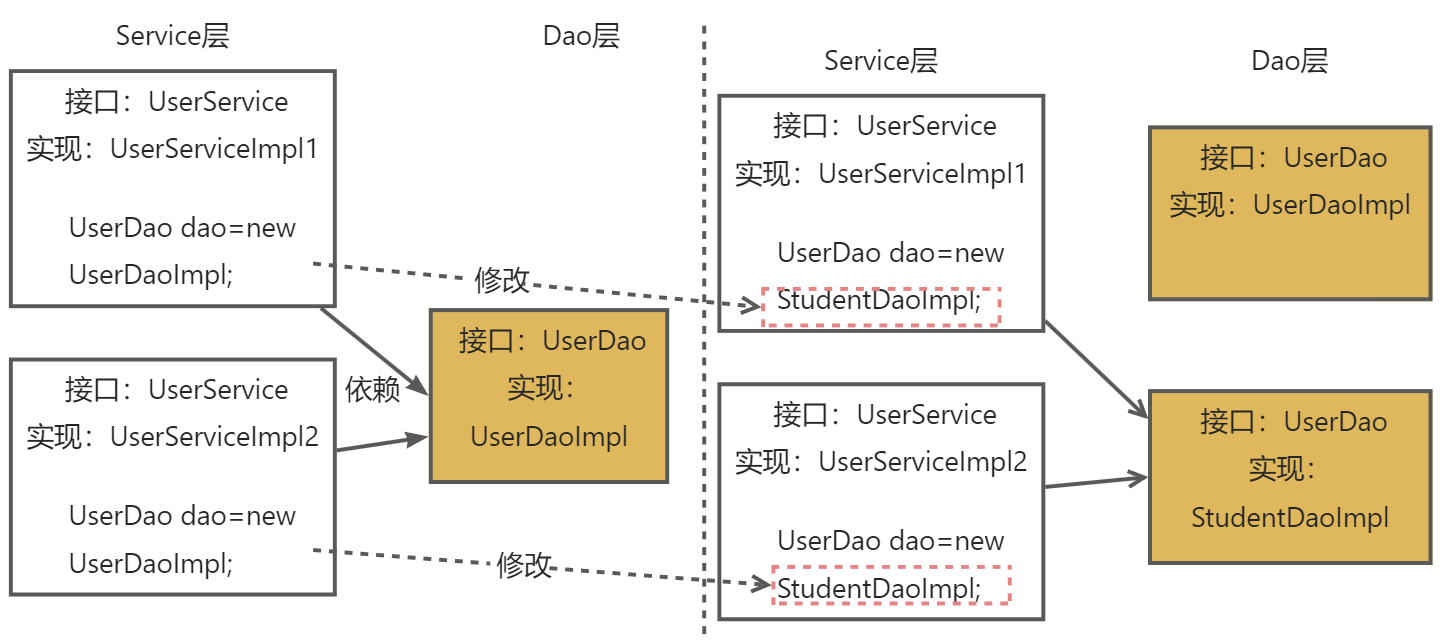 Service层
Dao层
接口：UserService
实现：UserServiceImpl1
UserDao dao=new
UserDaoImpl;
修改
接口：UserDao
实现：
UserDaoImpl
依赖
接口：UserService
实现：UserServiceImpl2
UserDao dao=new
UserDaoImpl;
修改
Service层
Dao层
接口：UserService
实现：UserServiceImpl1
UserDao dao=new
StudentDaoImpl;
接口：UserDao
实现：UserDaoImpl
接口：UserService
实现：UserServiceImpl2
UserDao dao=new
StudentDaoImpl;
接口：UserDao
实现：
StudentDaoImpl